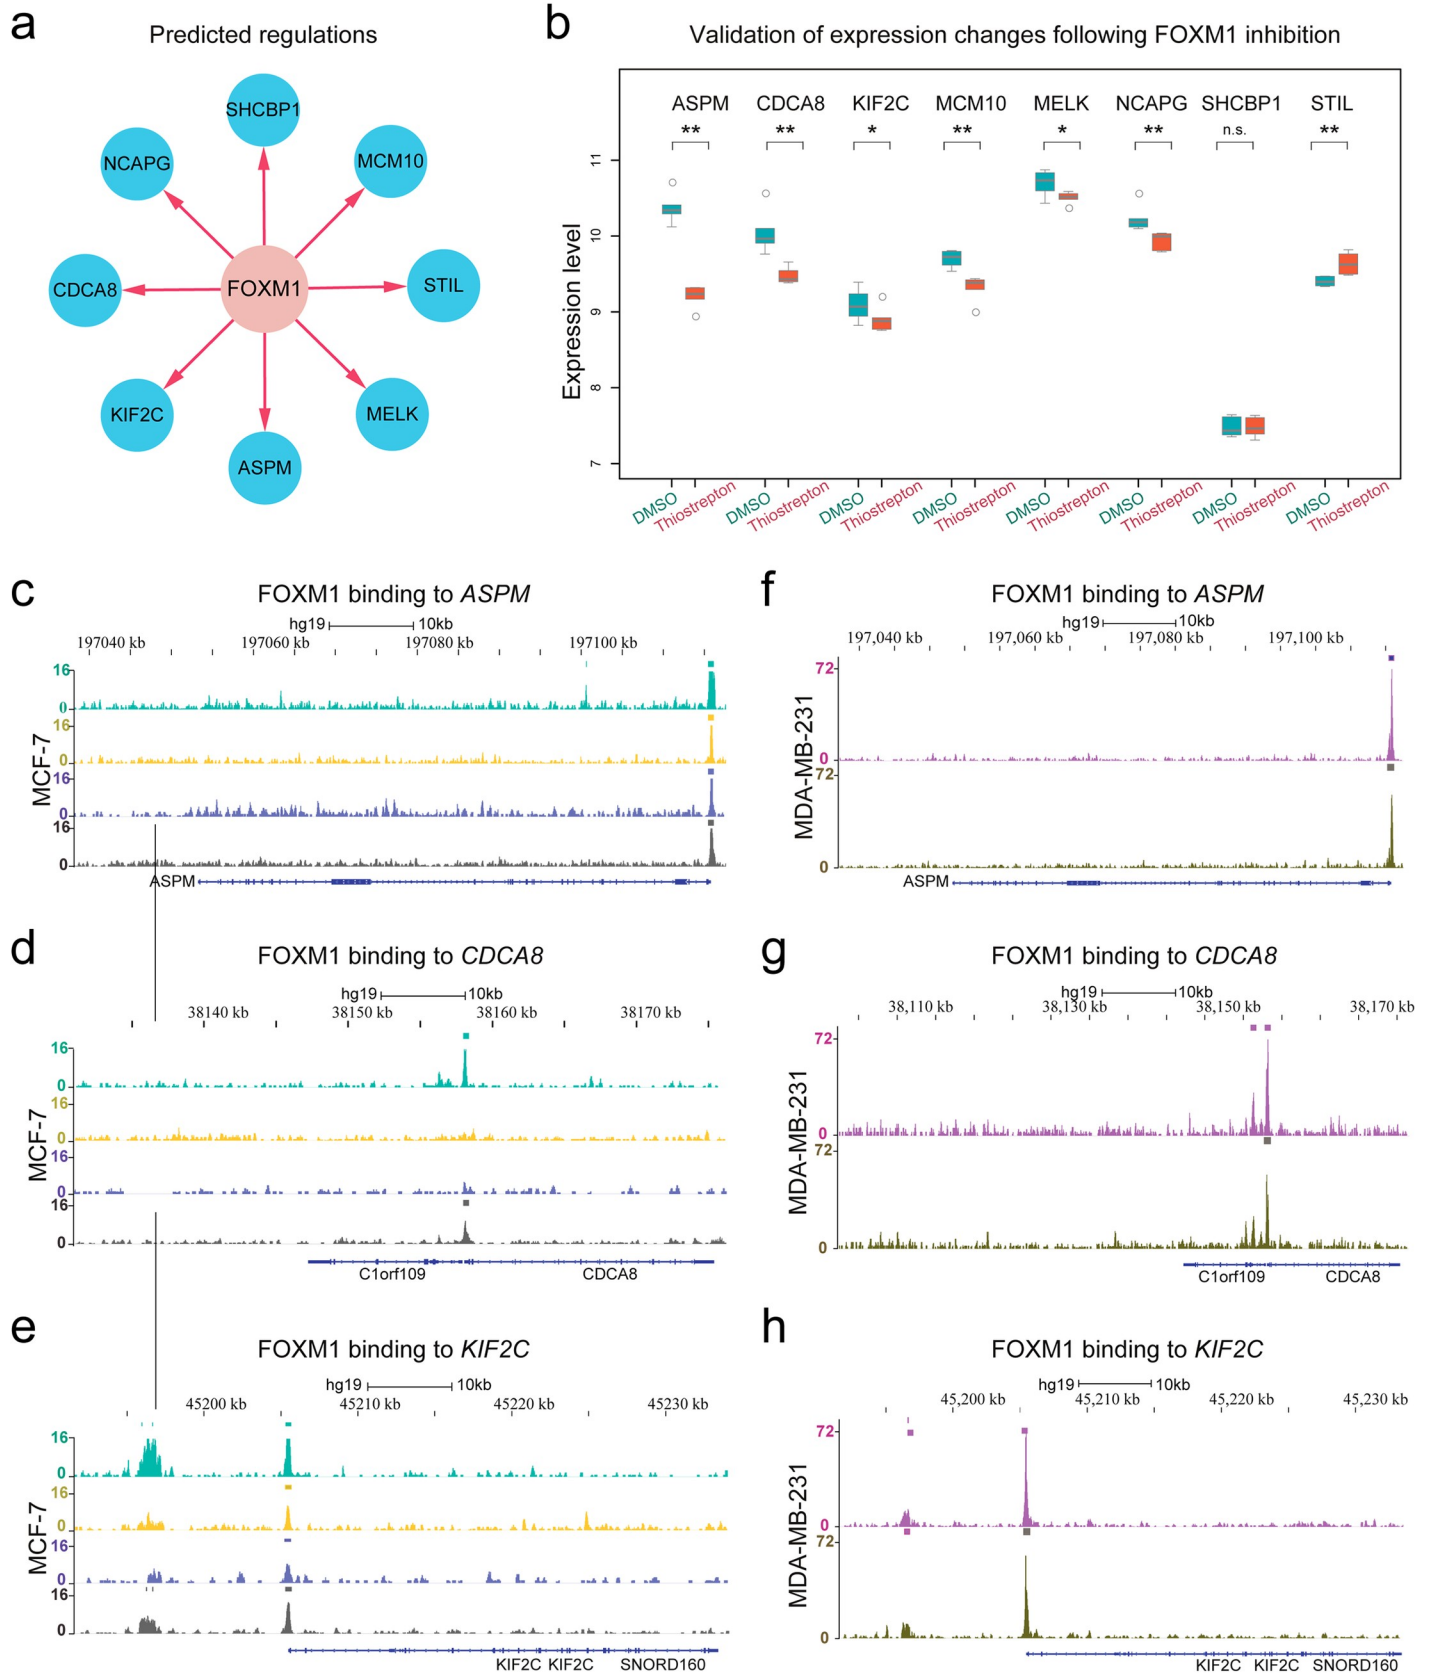 a
Predicted regulations
SHCBP1
NCAPG
MCM10
CDCA8
FOXM1
STIL
KIF2C
MELK
ASPM
b
Validation of expression changes following FOXM1 inhibition
ASPM CDCA8 KIF2C MCM10 MELK NCAPG SHCBP1 STIL
** ** * ** * ** n.s. **
Expression level
11
10
9
8
7
DMSO Thiostrepton DMSO Thiostrepton DMSO Thiostrepton DMSO Thiostrepton DMSO Thiostrepton DMSO Thiostrepton DMSO Thiostrepton DMSO Thiostrepton
c
FOXM1 binding to ASPM
hg19 10kb
197040 kb 197060 kb 197080 kb 197100 kb
MCF-7
16
0
16
0
16
0
16
0
ASPM
f
FOXM1 binding to ASPM
hg19 10kb
197,040 kb 197,060 kb 197,080 kb 197,100 kb
MDA-MB-231
72
0
72
0
ASPM
d
FOXM1 binding to CDCA8
hg19 10kb
38140 kb 38150 kb 38160 kb 38170 kb
MCF-7
16
0
16
0
16
0
16
0
C1orf109 CDCA8
g
FOXM1 binding to CDCA8
hg19 10kb
38,110 kb 38,130 kb 38,150 kb 38,170 kb
MDA-MB-231
72
0
72
0
C1orf109 CDCA8
e
FOXM1 binding to KIF2C
hg19 10kb
45200 kb 45210 kb 45220 kb 45230 kb
MCF-7
16
0
16
0
16
0
16
0
KIF2C KIF2C SNORD160
h
FOXM1 binding to KIF2C
hg19 10kb
45,200 kb 45,210 kb 45,220 kb 45,230 kb
MDA-MB-231
72
0
72
0
KIF2C KIF2C SNORD160